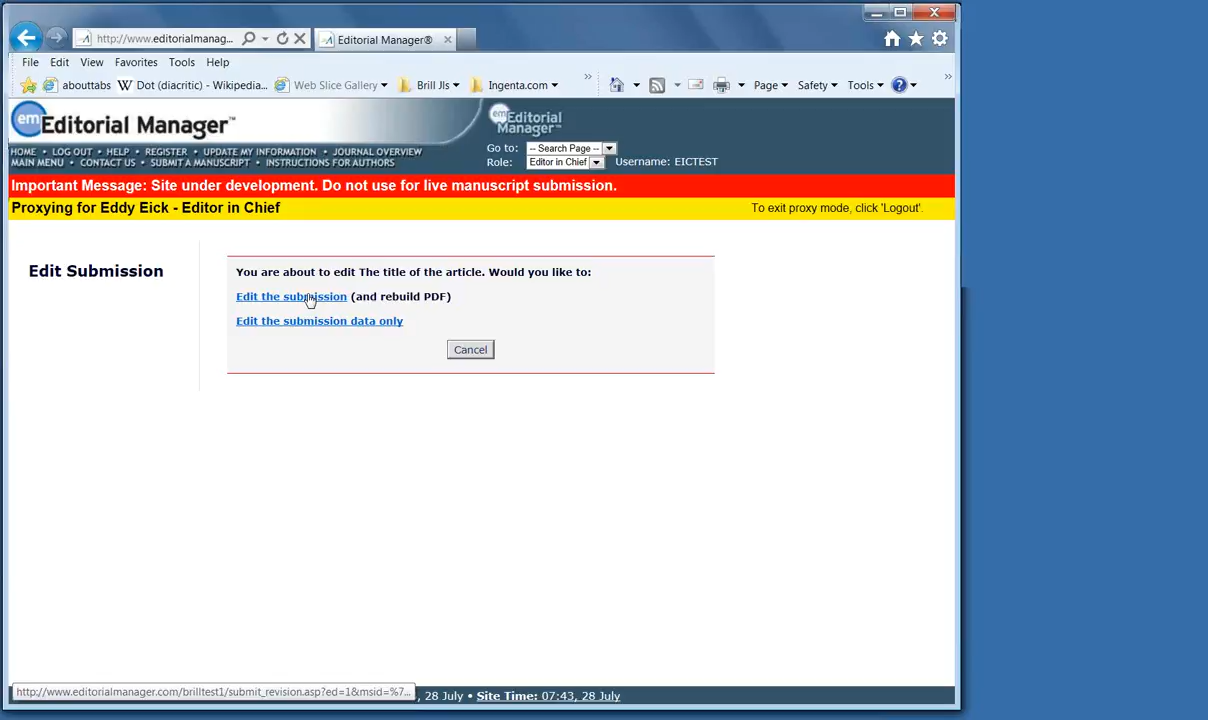 http://www.editorialmanag...
Editorial Manager®
File Edit View Favorites Tools Help
abouttabs Dot (diacritic) - Wikipedia... Web Slice Gallery Brill Jls Ingenta.com » Page Safety Tools »
em Editorial Manager™
em Editorial Manager
HOME • LOG OUT • HELP • REGISTER • UPDATE MY INFORMATION • JOURNAL OVERVIEW
MAIN MENU • CONTACT US • SUBMIT A MANUSCRIPT • INSTRUCTIONS FOR AUTHORS
Go to: -- Search Page --
Role: Editor in Chief Username: EICTEST
Important Message: Site under development. Do not use for live manuscript submission.
Proxying for Eddy Eick - Editor in Chief To exit proxy mode, click 'Logout'.
Edit Submission
You are about to edit The title of the article. Would you like to:
Edit the submission (and rebuild PDF)
Edit the submission data only
Cancel
http://www.editorialmanager.com/brilltest1/submit_revision.asp?ed=1&msid=%7... , 28 July • Site Time: 07:43, 28 July